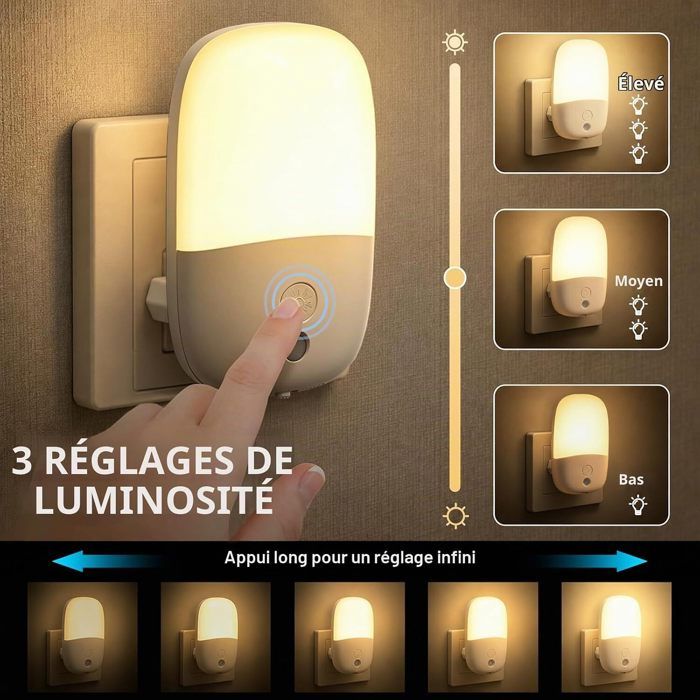 Élevé
Moyen
3 RÉGLAGES DE
LUMINOSITÉ
Bas
Appui long pour un réglage infini